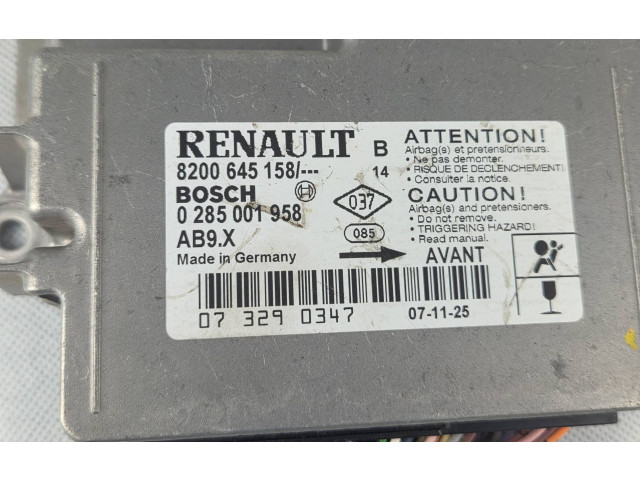 RENAULT B
8200 645 158/--- 14
BOSCH
0 285 001 958
AB9.X
Made in Germany
037
085
AVANT
ATTENTION!
Airbag(s) et pretensionneurs.
• Ne pas demonter.
• RISQUE DE DECLENCHEMENT!
• Consulter la notice.
CAUTION!
Airbag(s) and pretensioners.
• Do not remove.
• TRIGGERING HAZARD!
• Read manual.
07 329 0347
07-11-25